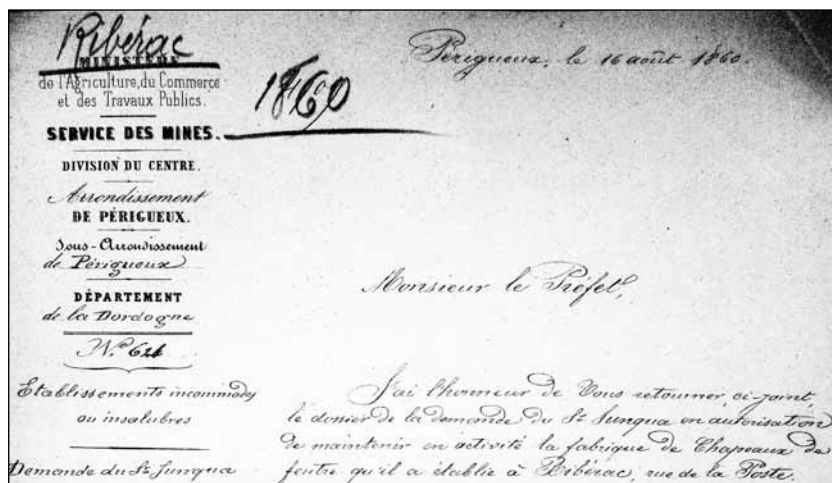 Ribérac
MINISTÈRE
de l'Agriculture, du Commerce
et des Travaux Publics.
1860
SERVICE DES MINES.
DIVISION DU CENTRE.
Arrondissement
DE PÉRIGUEUX.
Sous-Arrondissement
de Périgueux
DÉPARTEMENT
de la Dordogne
N.º 621
Etablissements incommodes
ou insalubres
Demande du Sr. Junqua
Périgueux, le 16 août 1860.
Monsieur le Préfet,
J'ai l'honneur de Vous retourner, ci-joint
le dossier de la demande du Sr. Junqua en autorisation
de maintenir en activité la fabrique de Chapeaux de
feutre qu'il a établie à Ribérac, rue de la Poste.